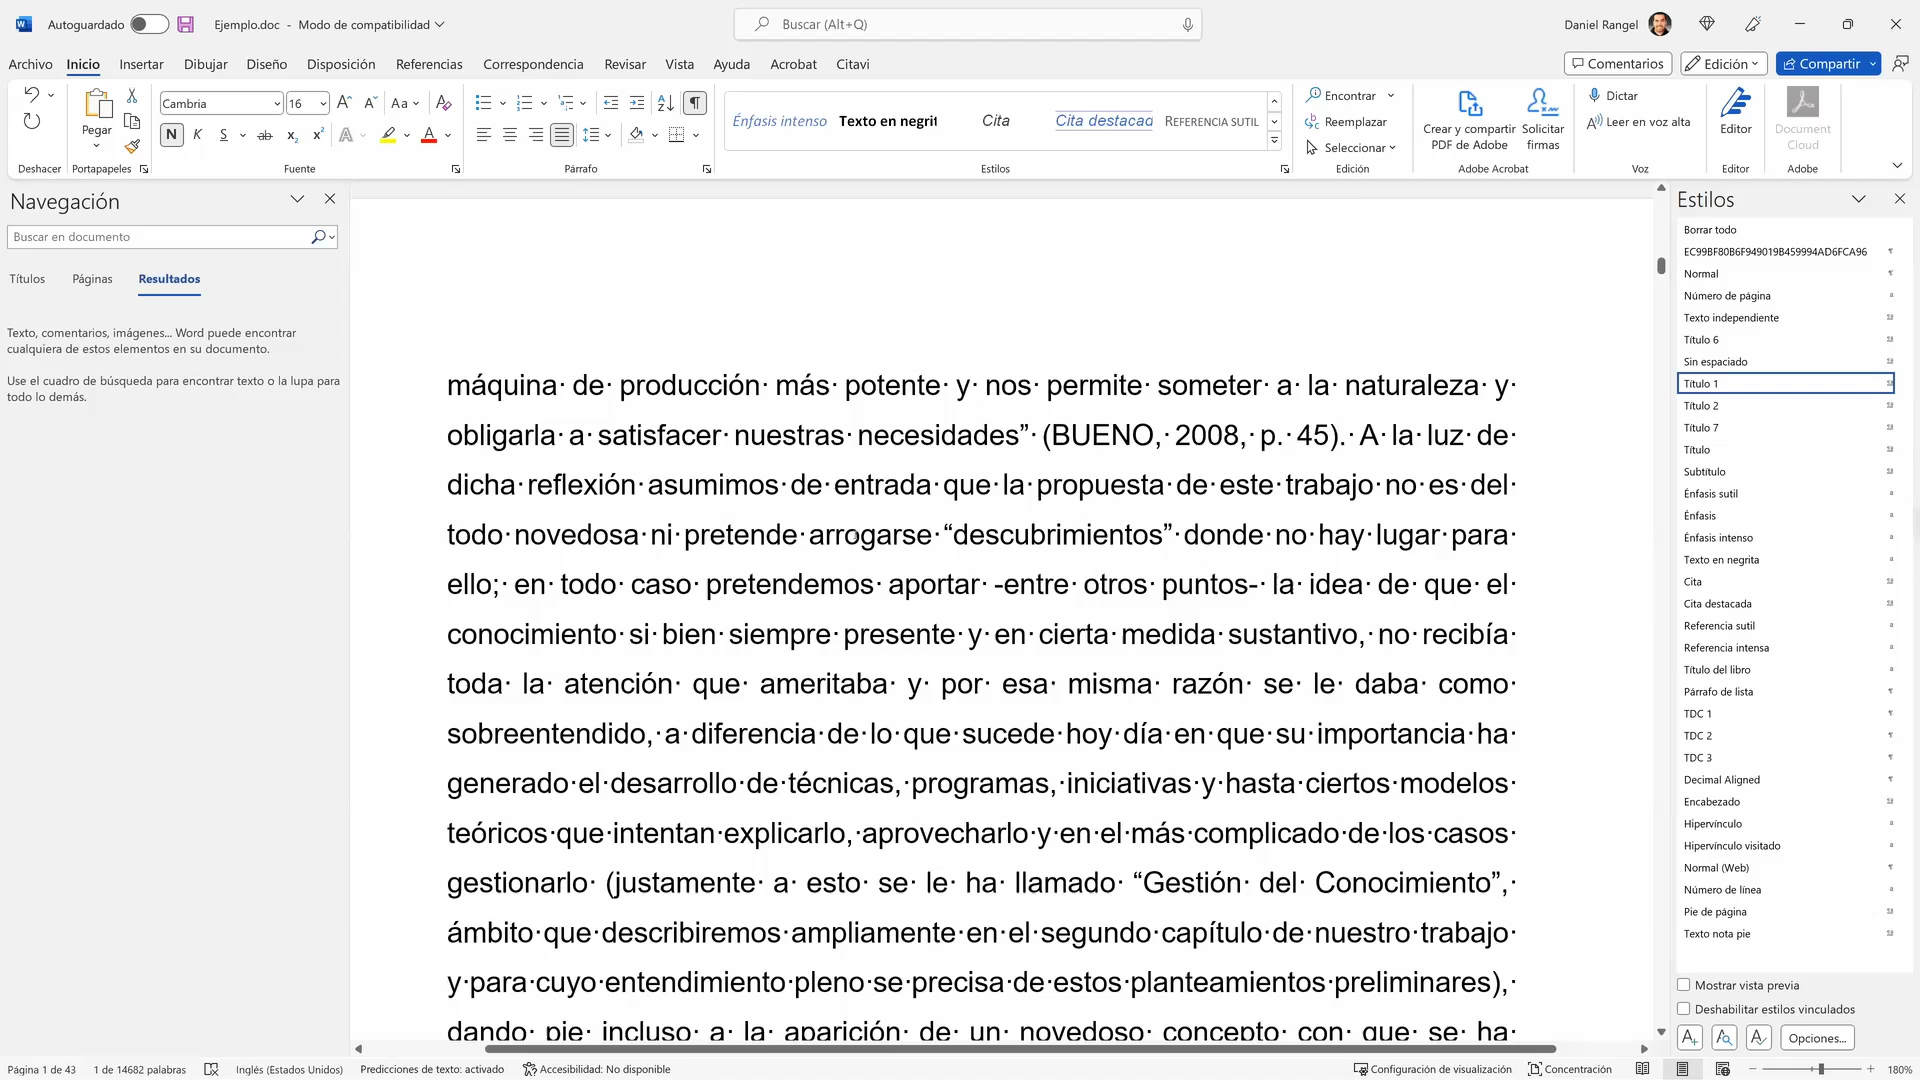 Autoguardado
Ejemplo.doc - Modo de compatibilidad
Buscar (Alt+Q)
Daniel Rangel
Archivo Inicio Insertar Dibujar Diseño Disposición Referencias Correspondencia Revisar Vista Ayuda Acrobat Citavi
Comentarios Edición Compartir
Cambria 16 Aa
Pegar
N K S ab x₂ x² A A
Énfasis intenso Texto en negrit Cita Cita destacad REFERENCIA SUTIL
Encontrar
Reemplazar
Seleccionar
Crear y compartir PDF de Adobe
Solicitar firmas
Dictar
Leer en voz alta
Editor
Document Cloud
Deshacer Portapapeles Fuente Párrafo Estilos Edición Adobe Acrobat Voz Editor Adobe
Navegación
Buscar en documento
Títulos Páginas Resultados
Texto, comentarios, imágenes... Word puede encontrar
cualquiera de estos elementos en su documento.
Use el cuadro de búsqueda para encontrar texto o la lupa para
todo lo demás.
máquina· de· producción· más· potente· y· nos· permite· someter· a· la· naturaleza· y·
obligarla· a· satisfacer· nuestras· necesidades”· (BUENO,· 2008,· p.· 45).· A· la· luz· de·
dicha·reflexión·asumimos·de·entrada·que·la·propuesta·de·este·trabajo·no·es·del·
todo·novedosa·ni·pretende·arrogarse·“descubrimientos”·donde·no·hay·lugar·para·
ello;· en· todo· caso· pretendemos· aportar· -entre· otros· puntos-· la· idea· de· que· el·
conocimiento·si·bien·siempre·presente·y·en·cierta·medida·sustantivo,·no·recibía·
toda· la· atención· que· ameritaba· y· por· esa· misma· razón· se· le· daba· como·
sobreentendido,·a·diferencia·de·lo·que·sucede·hoy·día·en·que·su·importancia·ha·
generado·el·desarrollo·de·técnicas,·programas,·iniciativas·y·hasta·ciertos·modelos·
teóricos·que·intentan·explicarlo,·aprovecharlo·y·en·el·más·complicado·de·los·casos·
gestionarlo· (justamente· a· esto· se· le· ha· llamado· “Gestión· del· Conocimiento”,·
ámbito·que·describiremos·ampliamente·en·el·segundo·capítulo·de·nuestro·trabajo·
y·para·cuyo·entendimiento·pleno·se·precisa·de·estos·planteamientos·preliminares),·
dando· pie· incluso· a· la· aparición· de· un· novedoso· concepto· con· que· se· ha·
Estilos
Borrar todo
EC99BF80B6F949019B459994AD6FCA96
Normal
Número de página
Texto independiente
Título 6
Sin espaciado
Título 1
Título 2
Título 7
Título
Subtítulo
Énfasis sutil
Énfasis
Énfasis intenso
Texto en negrita
Cita
Cita destacada
Referencia sutil
Referencia intensa
Título del libro
Párrafo de lista
TDC 1
TDC 2
TDC 3
Decimal Aligned
Encabezado
Hipervínculo
Hipervínculo visitado
Normal (Web)
Número de línea
Pie de página
Texto nota pie
Mostrar vista previa
Deshabilitar estilos vinculados
Opciones...
Página 1 de 43 1 de 14682 palabras Inglés (Estados Unidos) Predicciones de texto: activado Accesibilidad: No disponible Configuración de visualización Concentración 180%